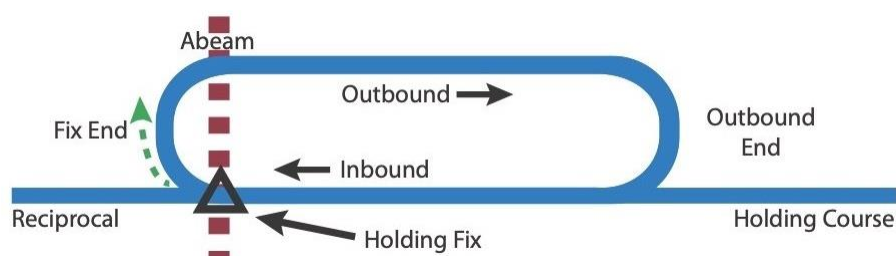 Abeam
Outbound
Fix End
Outbound
End
Inbound
Reciprocal
Holding Course
Holding Fix